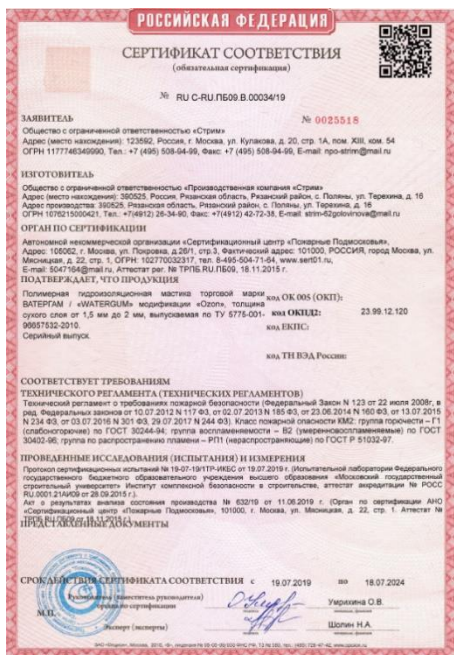 РОССИЙСКАЯ ФЕДЕРАЦИЯ
СЕРТИФИКАТ СООТВЕТСТВИЯ
(обязательная сертификация)
№ RU C-RU.ПБ09.В.00034/19
ЗАЯВИТЕЛЬ
№ 0025518
Общество с ограниченной ответственностью «Стрим»
Адрес (место нахождения): 123592, Россия, г. Москва, ул. Кулакова, д. 20, стр. 1А, пом. XIII, ком. 54
ОГРН 1177746349990, Тел.: +7 (495) 508-94-99, Факс: +7 (495) 508-94-99, E-mail: npo-strim@mail.ru
ИЗГОТОВИТЕЛЬ
Общество с ограниченной ответственностью «Производственная компания «Стрим»
Адрес (место нахождения): 390525, Россия, Рязанская область, Рязанский район, с. Поляны, ул. Терехина, д. 16
Адрес производства: 390525, Рязанская область, Рязанский район, с. Поляны, ул. Терехина, д. 16
ОГРН 1076215000421, Тел.: +7(4912) 26-34-90, Факс: +7(4912) 42-72-38, E-mail: strim-62golovinova@mail.ru
ОРГАН ПО СЕРТИФИКАЦИИ
Автономной некоммерческой организации «Сертификационный центр «Пожарные Подмосковья»,
Адрес: 106062, г. Москва, ул. Покровка, д.26/1, стр.3, Фактический адрес: 101000, РОССИЯ, город Москва, ул.
Мясницкая, д. 22, стр. 1, ОГРН: 102770032317, тел. 8-495-504-71-64, www.sert01.ru,
E-mail: 5047164@mail.ru, Аттестат рег. № ТРПБ.RU.ПБ09, 18.11.2015 г.
ПОДТВЕРЖДАЕТ, ЧТО ПРОДУКЦИЯ
Полимерная гидроизоляционная мастика торговой марки
ВАТЕРГАМ / «WATERGUM» модификации «Ozon», толщина
сухого слоя от 1,5 мм до 2 мм, выпускаемая по ТУ 5775-001-
96657532-2010.
Серийный выпуск.
код ОК 005 (ОКП):
код ОКПД2: 23.99.12.120
код ЕКПС:
код ТН ВЭД России:
СООТВЕТСТВУЕТ ТРЕБОВАНИЯМ
ТЕХНИЧЕСКОГО РЕГЛАМЕНТА (ТЕХНИЧЕСКИХ РЕГЛАМЕНТОВ)
Технический регламент о требованиях пожарной безопасности (Федеральный Закон N 123 от 22 июля 2008г., в
ред. Федеральных законов от 10.07.2012 N 117 ФЗ, от 02.07.2013 N 185 ФЗ, от 23.06.2014 N 160 ФЗ, от 13.07.2015
N 234 ФЗ, от 03.07.2016 N 301 ФЗ, 29.07.2017 N 244 ФЗ). Класс пожарной опасности КМ2: группа горючести – Г1
(слабогорючие) по ГОСТ 30244-94; группа воспламеняемости – В2 (умеренновоспламеняемые) по ГОСТ
30402-96; группа по распространению пламени – РП1 (нераспространяющие) по ГОСТ Р 51032-97.
ПРОВЕДЕННЫЕ ИССЛЕДОВАНИЯ (ИСПЫТАНИЯ) И ИЗМЕРЕНИЯ
Протокол сертификационных испытаний № 19-07-19/1ТР-ИКБС от 19.07.2019 г. (Испытательной лаборатории Федерального
государственного бюджетного образовательного учреждения высшего образования «Московский государственный
строительный университет» Институт комплексной безопасности в строительстве, аттестат аккредитации № РОСС
RU.0001.21АИ09 от 28.09.2015 г.).
Акт о результатах анализа состояния производства № 632/19 от 11.06.2019 г. (Орган по сертификации АНО
«Сертификационный центр «Пожарные Подмосковья», 101000, г. Москва, ул. Мясницкая, д. 22, стр. 1. Аттестат №
ТРПБ.RU.ПБ09 от 18.11.2015 г.)
ПРЕДСТАВЛЕННЫЕ ДОКУМЕНТЫ
СРОК ДЕЙСТВИЯ СЕРТИФИКАТА СООТВЕТСТВИЯ с 19.07.2019 по 18.07.2024
Руководитель (заместитель руководителя)
органа по сертификации
Умрихина О.В.
М.П.
Эксперт (эксперты)
Шолин Н.А.